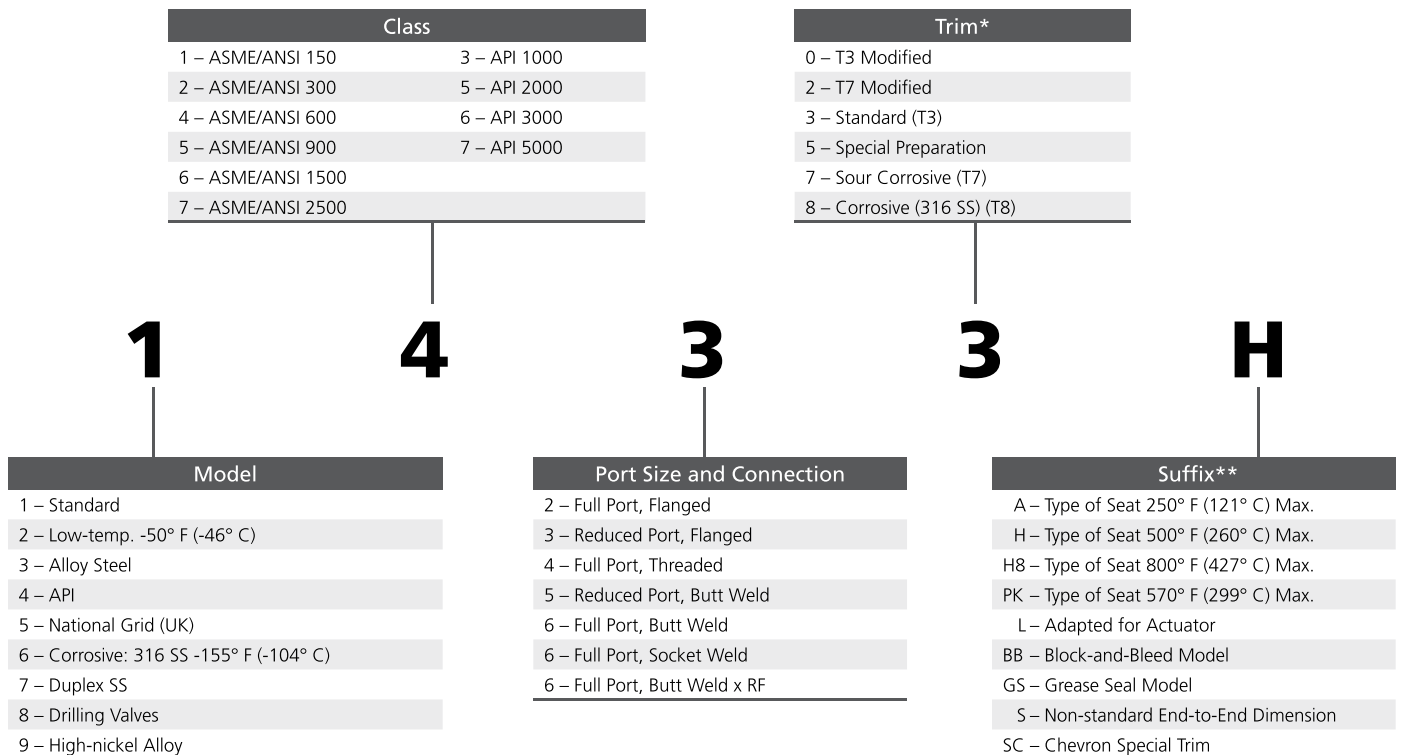 Class
1 – ASME/ANSI 150 3 – API 1000
2 – ASME/ANSI 300 5 – API 2000
4 – ASME/ANSI 600 6 – API 3000
5 – ASME/ANSI 900 7 – API 5000
6 – ASME/ANSI 1500
7 – ASME/ANSI 2500
Trim*
0 – T3 Modified
2 – T7 Modified
3 – Standard (T3)
5 – Special Preparation
7 – Sour Corrosive (T7)
8 – Corrosive (316 SS) (T8)
1 4 3 3 H
Model
1 – Standard
2 – Low-temp. -50° F (-46° C)
3 – Alloy Steel
4 – API
5 – National Grid (UK)
6 – Corrosive: 316 SS -155° F (-104° C)
7 – Duplex SS
8 – Drilling Valves
9 – High-nickel Alloy
Port Size and Connection
2 – Full Port, Flanged
3 – Reduced Port, Flanged
4 – Full Port, Threaded
5 – Reduced Port, Butt Weld
6 – Full Port, Butt Weld
6 – Full Port, Socket Weld
6 – Full Port, Butt Weld x RF
Suffix**
A – Type of Seat 250° F (121° C) Max.
H – Type of Seat 500° F (260° C) Max.
H8 – Type of Seat 800° F (427° C) Max.
PK – Type of Seat 570° F (299° C) Max.
L – Adapted for Actuator
BB – Block-and-Bleed Model
GS – Grease Seal Model
S – Non-standard End-to-End Dimension
SC – Chevron Special Trim